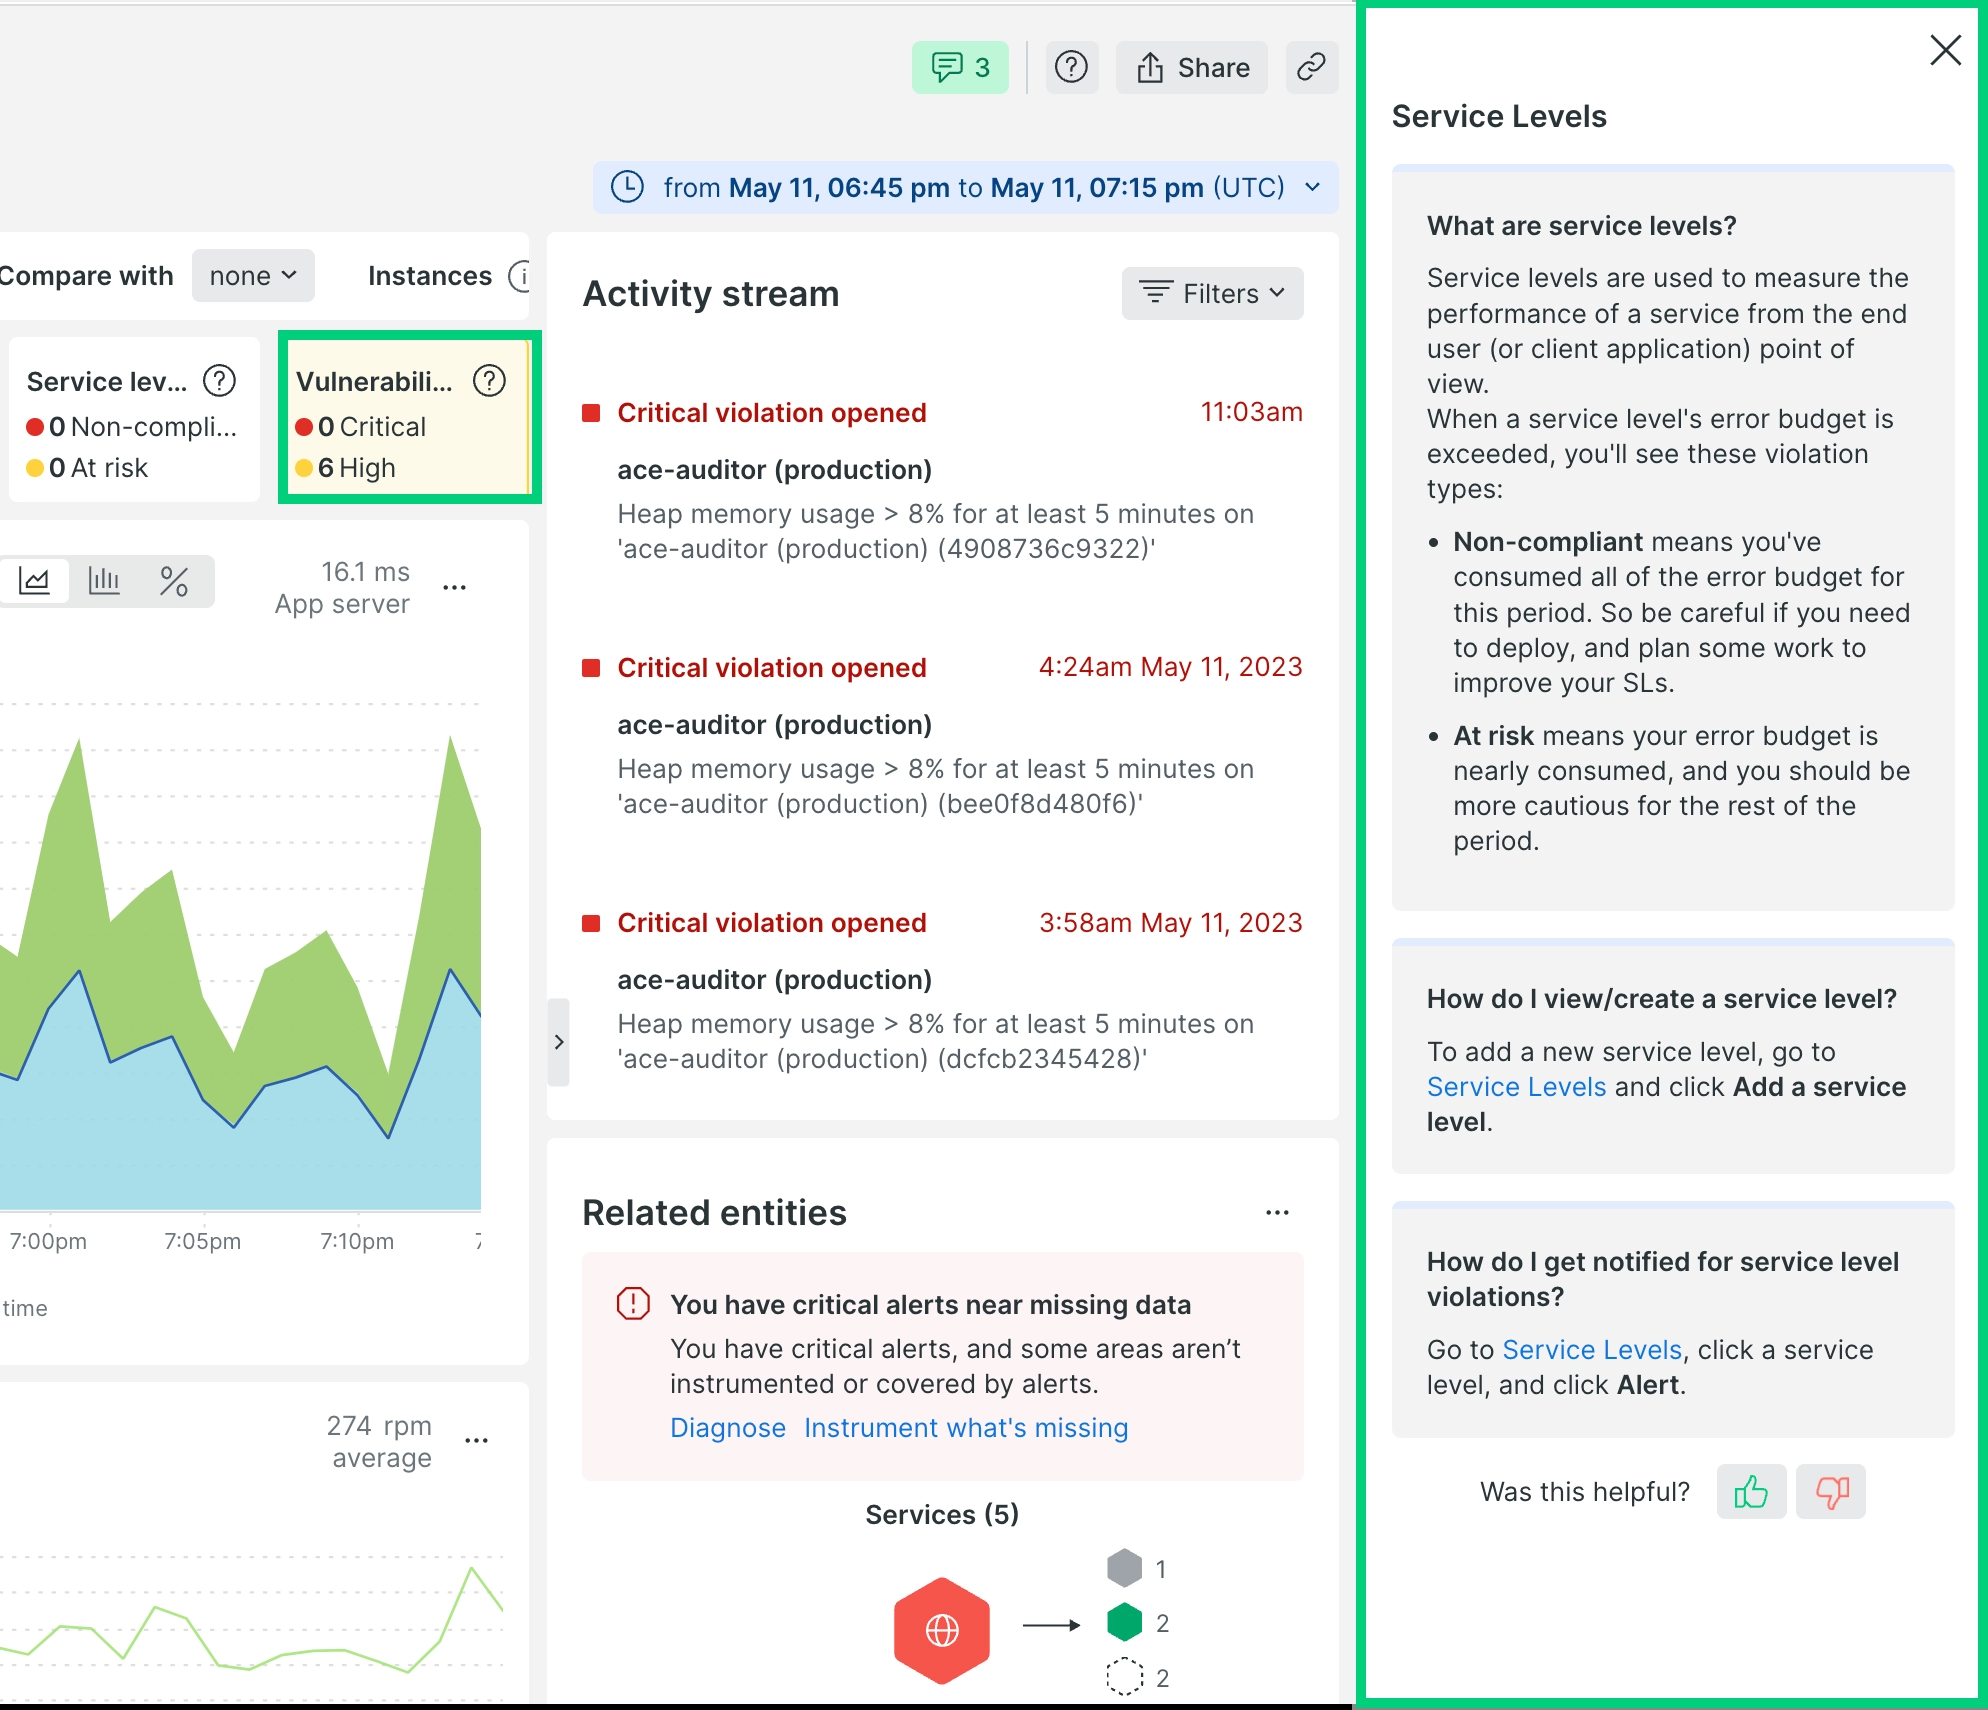 3
Share
from May 11, 06:45 pm to May 11, 07:15 pm (UTC)
Compare with
none
Instances
Service lev...
0 Non-compli...
0 At risk
Vulnerabili...
0 Critical
6 High
16.1 ms
App server
7:00pm 7:05pm 7:10pm
time
274 rpm
average
Activity stream
Filters
Critical violation opened 11:03am
ace-auditor (production)
Heap memory usage > 8% for at least 5 minutes on
'ace-auditor (production) (4908736c9322)'
Critical violation opened 4:24am May 11, 2023
ace-auditor (production)
Heap memory usage > 8% for at least 5 minutes on
'ace-auditor (production) (bee0f8d480f6)'
Critical violation opened 3:58am May 11, 2023
ace-auditor (production)
Heap memory usage > 8% for at least 5 minutes on
'ace-auditor (production) (dcfcb2345428)'
Related entities
You have critical alerts near missing data
You have critical alerts, and some areas aren’t
instrumented or covered by alerts.
Diagnose Instrument what's missing
Services (5)
1
2
2
Service Levels
What are service levels?
Service levels are used to measure the
performance of a service from the end
user (or client application) point of
view.
When a service level's error budget is
exceeded, you'll see these violation
types:
• Non-compliant means you've
consumed all of the error budget for
this period. So be careful if you need
to deploy, and plan some work to
improve your SLs.
• At risk means your error budget is
nearly consumed, and you should be
more cautious for the rest of the
period.
How do I view/create a service level?
To add a new service level, go to
Service Levels and click Add a service
level.
How do I get notified for service level
violations?
Go to Service Levels, click a service
level, and click Alert.
Was this helpful?